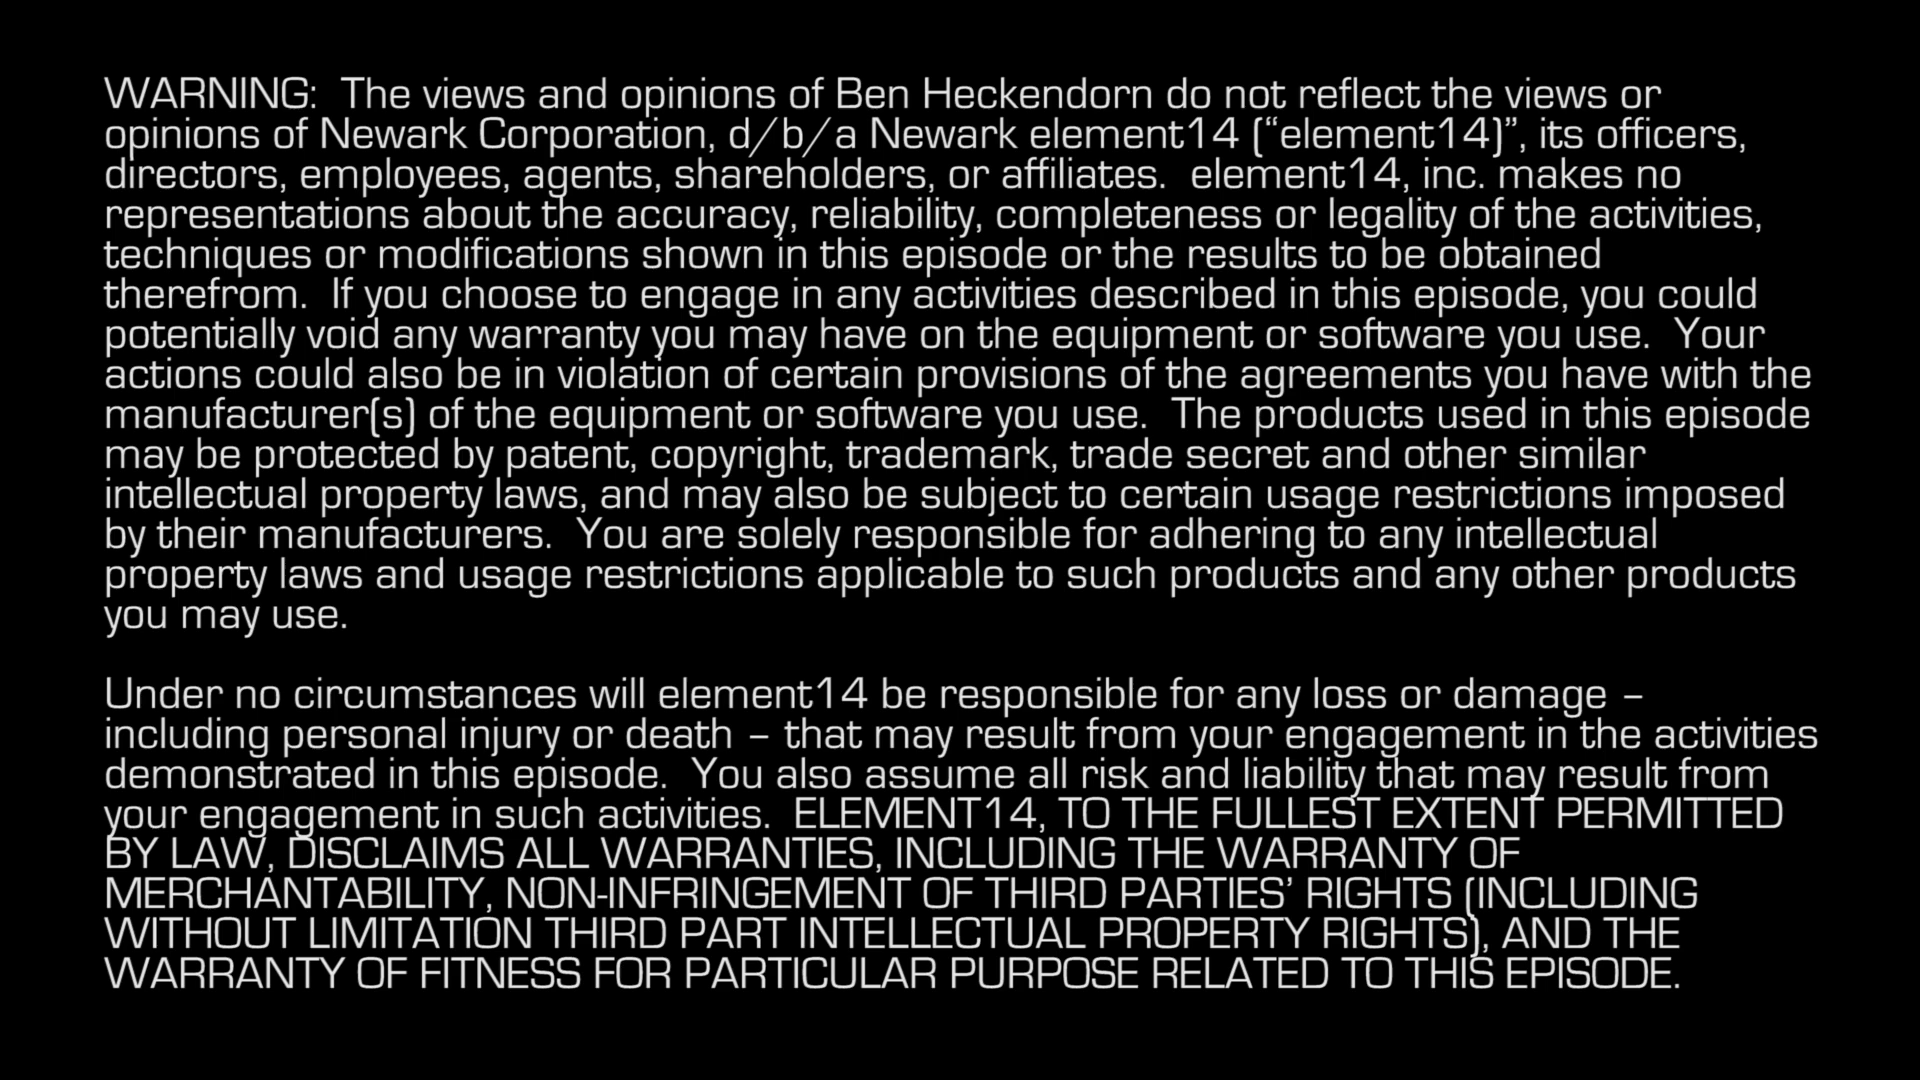 WARNING:  The views and opinions of Ben Heckendorn do not reflect the views or
opinions of Newark Corporation, d/b/a Newark element14 (“element14)”, its officers,
directors, employees, agents, shareholders, or affiliates.  element14, inc. makes no
representations about the accuracy, reliability, completeness or legality of the activities,
techniques or modifications shown in this episode or the results to be obtained
therefrom.  If you choose to engage in any activities described in this episode, you could
potentially void any warranty you may have on the equipment or software you use.  Your
actions could also be in violation of certain provisions of the agreements you have with the
manufacturer(s) of the equipment or software you use.  The products used in this episode
may be protected by patent, copyright, trademark, trade secret and other similar
intellectual property laws, and may also be subject to certain usage restrictions imposed
by their manufacturers.  You are solely responsible for adhering to any intellectual
property laws and usage restrictions applicable to such products and any other products
you may use.

Under no circumstances will element14 be responsible for any loss or damage –
including personal injury or death – that may result from your engagement in the activities
demonstrated in this episode.  You also assume all risk and liability that may result from
your engagement in such activities.  ELEMENT14, TO THE FULLEST EXTENT PERMITTED
BY LAW, DISCLAIMS ALL WARRANTIES, INCLUDING THE WARRANTY OF
MERCHANTABILITY, NON-INFRINGEMENT OF THIRD PARTIES’ RIGHTS (INCLUDING
WITHOUT LIMITATION THIRD PART INTELLECTUAL PROPERTY RIGHTS), AND THE
WARRANTY OF FITNESS FOR PARTICULAR PURPOSE RELATED TO THIS EPISODE.